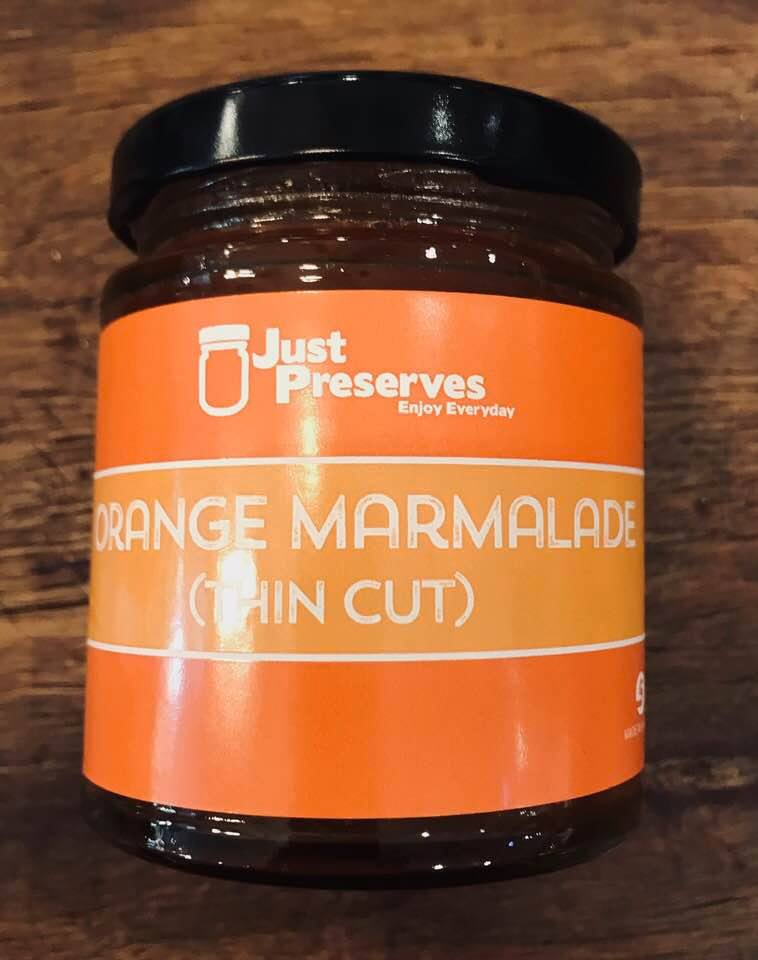 Just
Preserves
Enjoy Everyday
ORANGE MARMALADE
(THIN CUT)